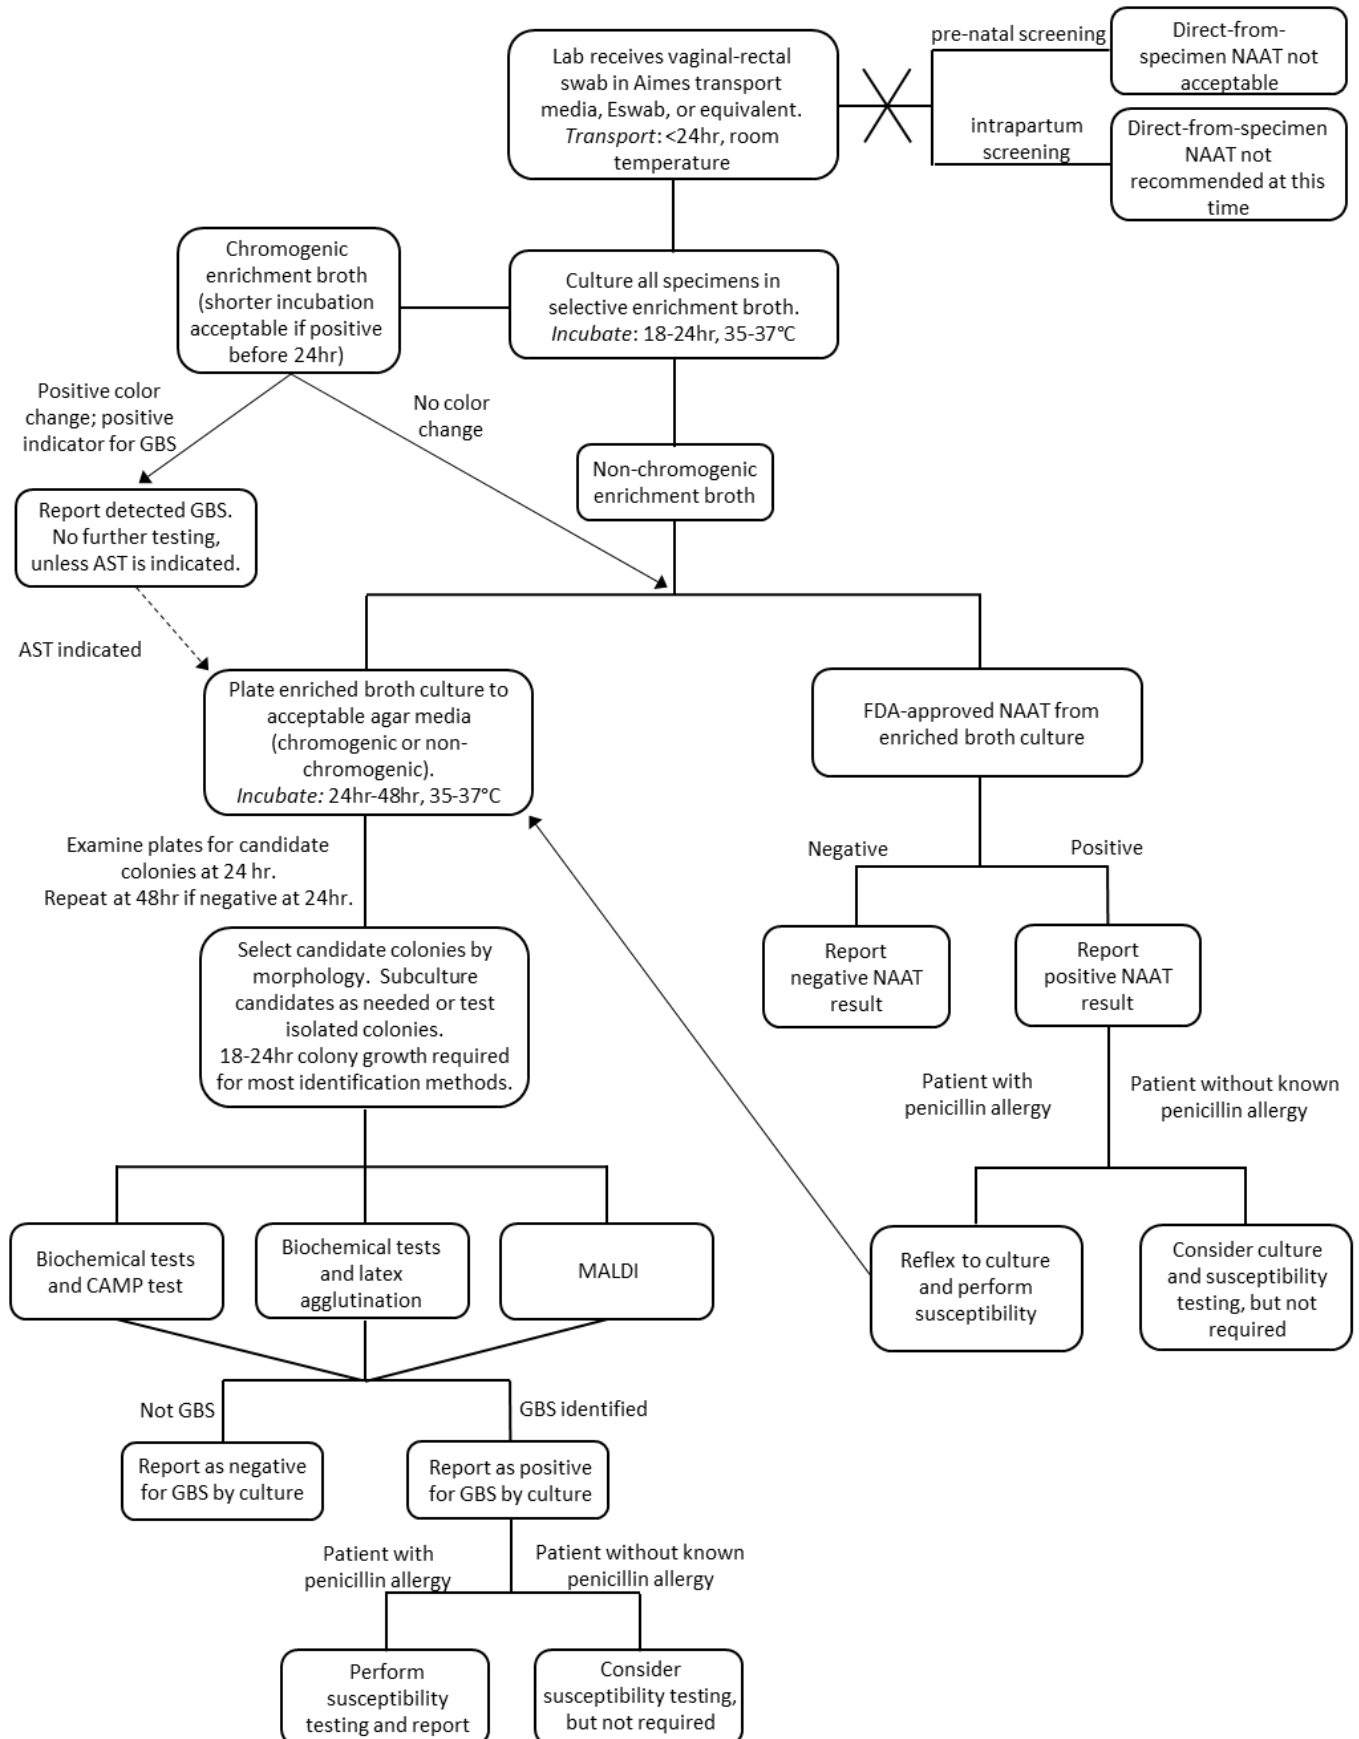 Lab receives vaginal-rectal
swab in Aimes transport
media, Eswab, or equivalent.
Transport: <24hr, room
temperature
pre-natal screening
Direct-from-
specimen NAAT not
acceptable
intrapartum
screening
Direct-from-specimen
NAAT not
recommended at this
time
Chromogenic
enrichment broth
(shorter incubation
acceptable if positive
before 24hr)
Culture all specimens in
selective enrichment broth.
Incubate: 18-24hr, 35-37°C
Positive color
change; positive
indicator for GBS
No color
change
Non-chromogenic
enrichment broth
Report detected GBS.
No further testing,
unless AST is indicated.
AST indicated
Plate enriched broth culture to
acceptable agar media
(chromogenic or non-
chromogenic).
Incubate: 24hr-48hr, 35-37°C
FDA-approved NAAT from
enriched broth culture
Examine plates for candidate
colonies at 24 hr.
Repeat at 48hr if negative at 24hr.
Negative
Positive
Select candidate colonies by
morphology. Subculture
candidates as needed or test
isolated colonies.
18-24hr colony growth required
for most identification methods.
Report
negative NAAT
result
Report
positive NAAT
result
Patient with
penicillin allergy
Patient without known
penicillin allergy
Biochemical tests
and CAMP test
Biochemical tests
and latex
agglutination
MALDI
Reflex to culture
and perform
susceptibility
Consider culture
and susceptibility
testing, but not
required
Not GBS
GBS identified
Report as negative
for GBS by culture
Report as positive
for GBS by culture
Patient with
penicillin allergy
Patient without known
penicillin allergy
Perform
susceptibility
testing and report
Consider
susceptibility testing,
but not required